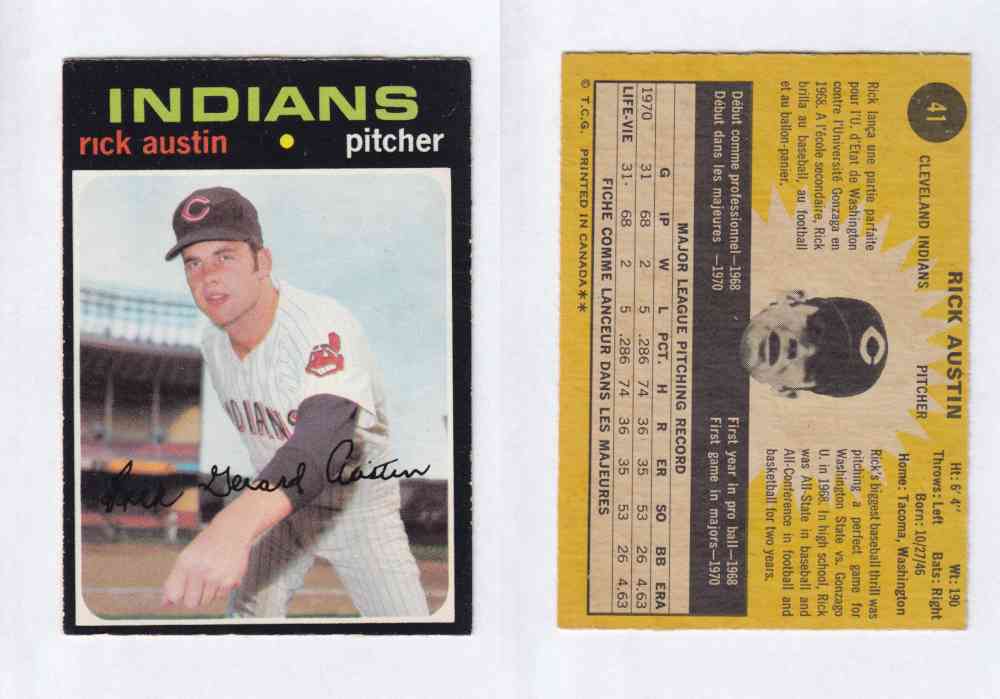 INDIANS
rick austin • pitcher
INDIANS
Rick Gerard Austin
41
RICK AUSTIN
CLEVELAND INDIANS PITCHER
Ht: 6' 4" Wt: 190
Throws: Left Bats: Right
Born: 10/27/46
Home: Tacoma, Washington
Rick lança une partie parfaite
pour l'U. d'Etat de Washington
contre l'Université Gonzaga en
1968. A l'école secondaire, Rick
brilla au baseball, au football
et au ballon-panier.
Rick's biggest baseball thrill was
pitching a perfect game for
Washington State vs. Gonzago
U. in 1968. In high school, Rick
was All-State in baseball and
All-Conference in football and
basketball for two years.
Début comme professionnel—1968
Début dans les majeures —1970
First year in pro ball—1968
First game in majors—1970
MAJOR LEAGUE PITCHING RECORD
G IP W L PCT. H R ER SO BB ERA
1970 31 68 2 5 .286 74 36 35 53 26 4.63
LIFE-VIE 31· 68 2 5 .286 74 36 35 53 26 4.63
FICHE COMME LANCEUR DANS LES MAJEURES
© T.C.G. PRINTED IN CANADA**